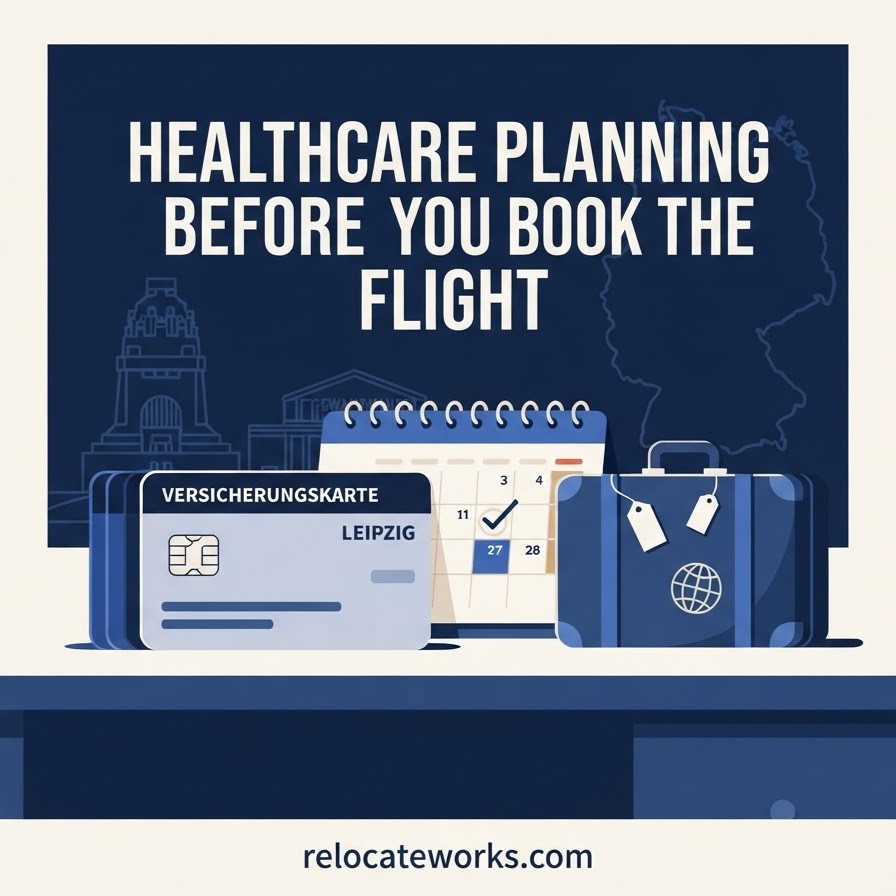 HEALTHCARE PLANNING
BEFORE YOU BOOK THE
FLIGHT
VERSICHERUNGSKARTE
LEIPZIG
3 4
11
27 28
relocateworks.com